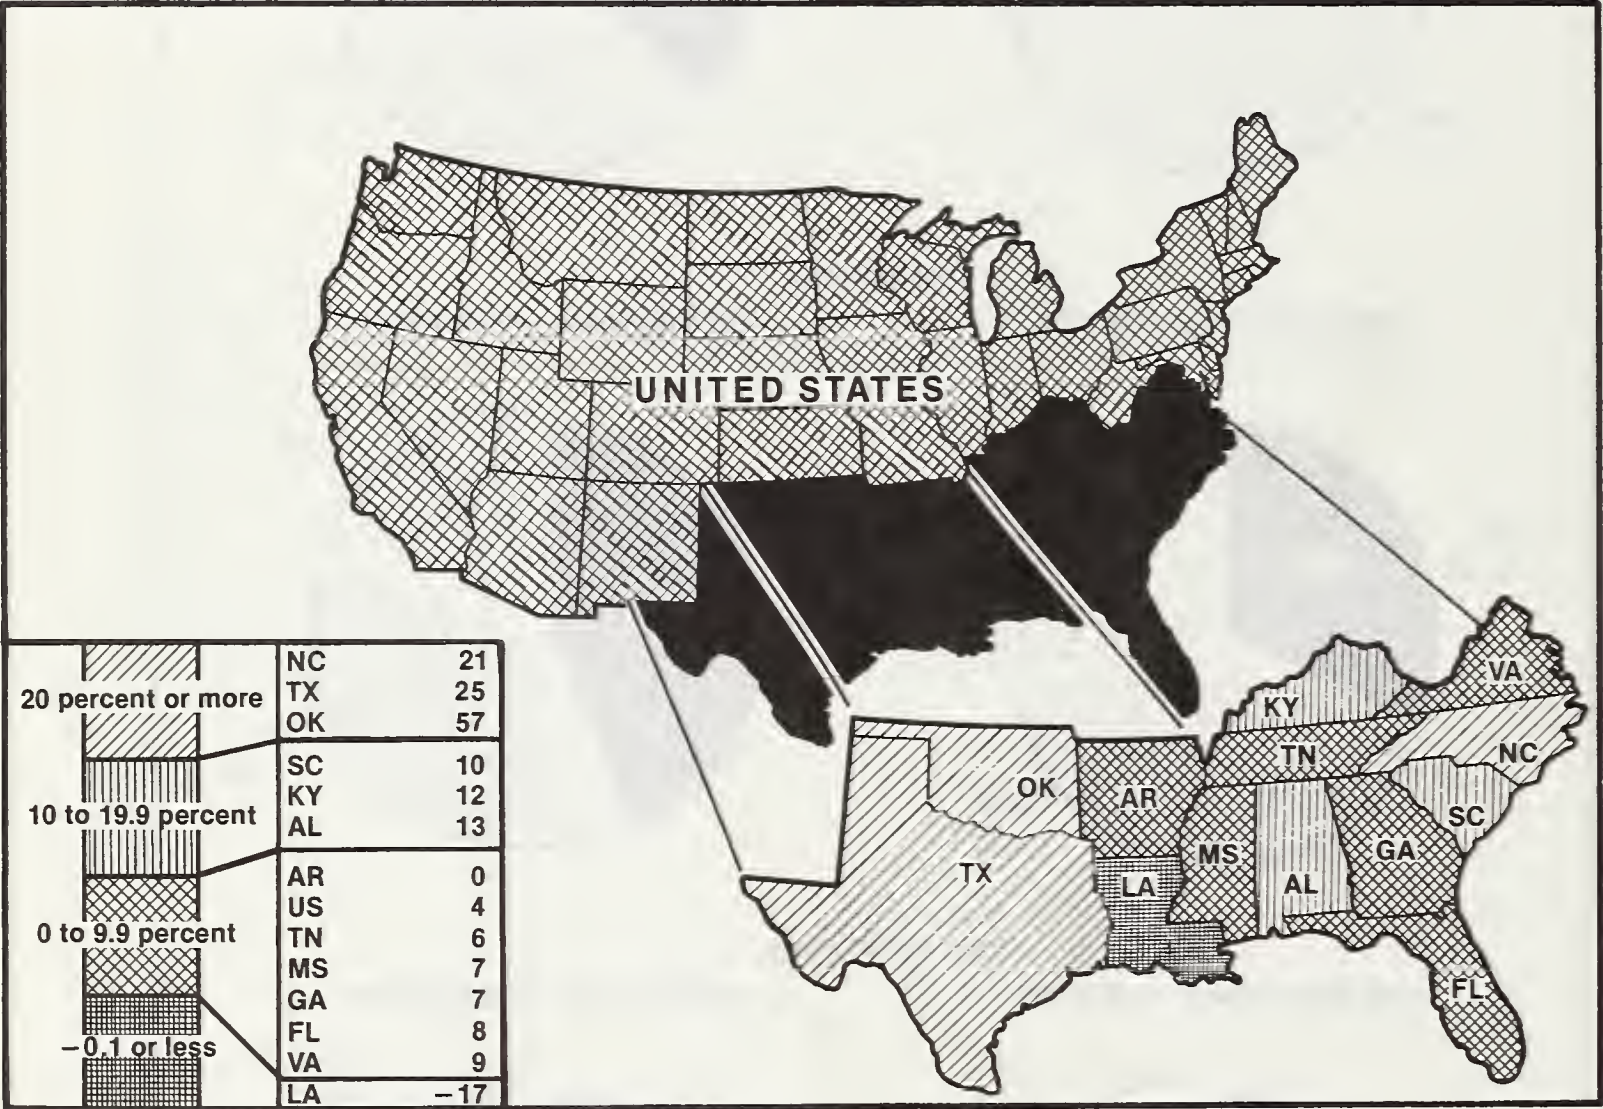 UNITED STATES
20 percent or more
NC 21
TX 25
OK 57
10 to 19.9 percent
SC 10
KY 12
AL 13
0 to 9.9 percent
AR 0
US 4
TN 6
MS 7
GA 7
FL 8
VA 9
−0.1 or less
LA −17
VA
KY
NC
TN
OK
AR
SC
MS
GA
TX
LA
AL
FL